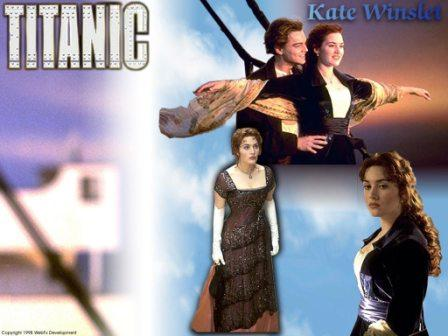 TITANIC
Kate Winslet
Copyright 1998 WebFx Development